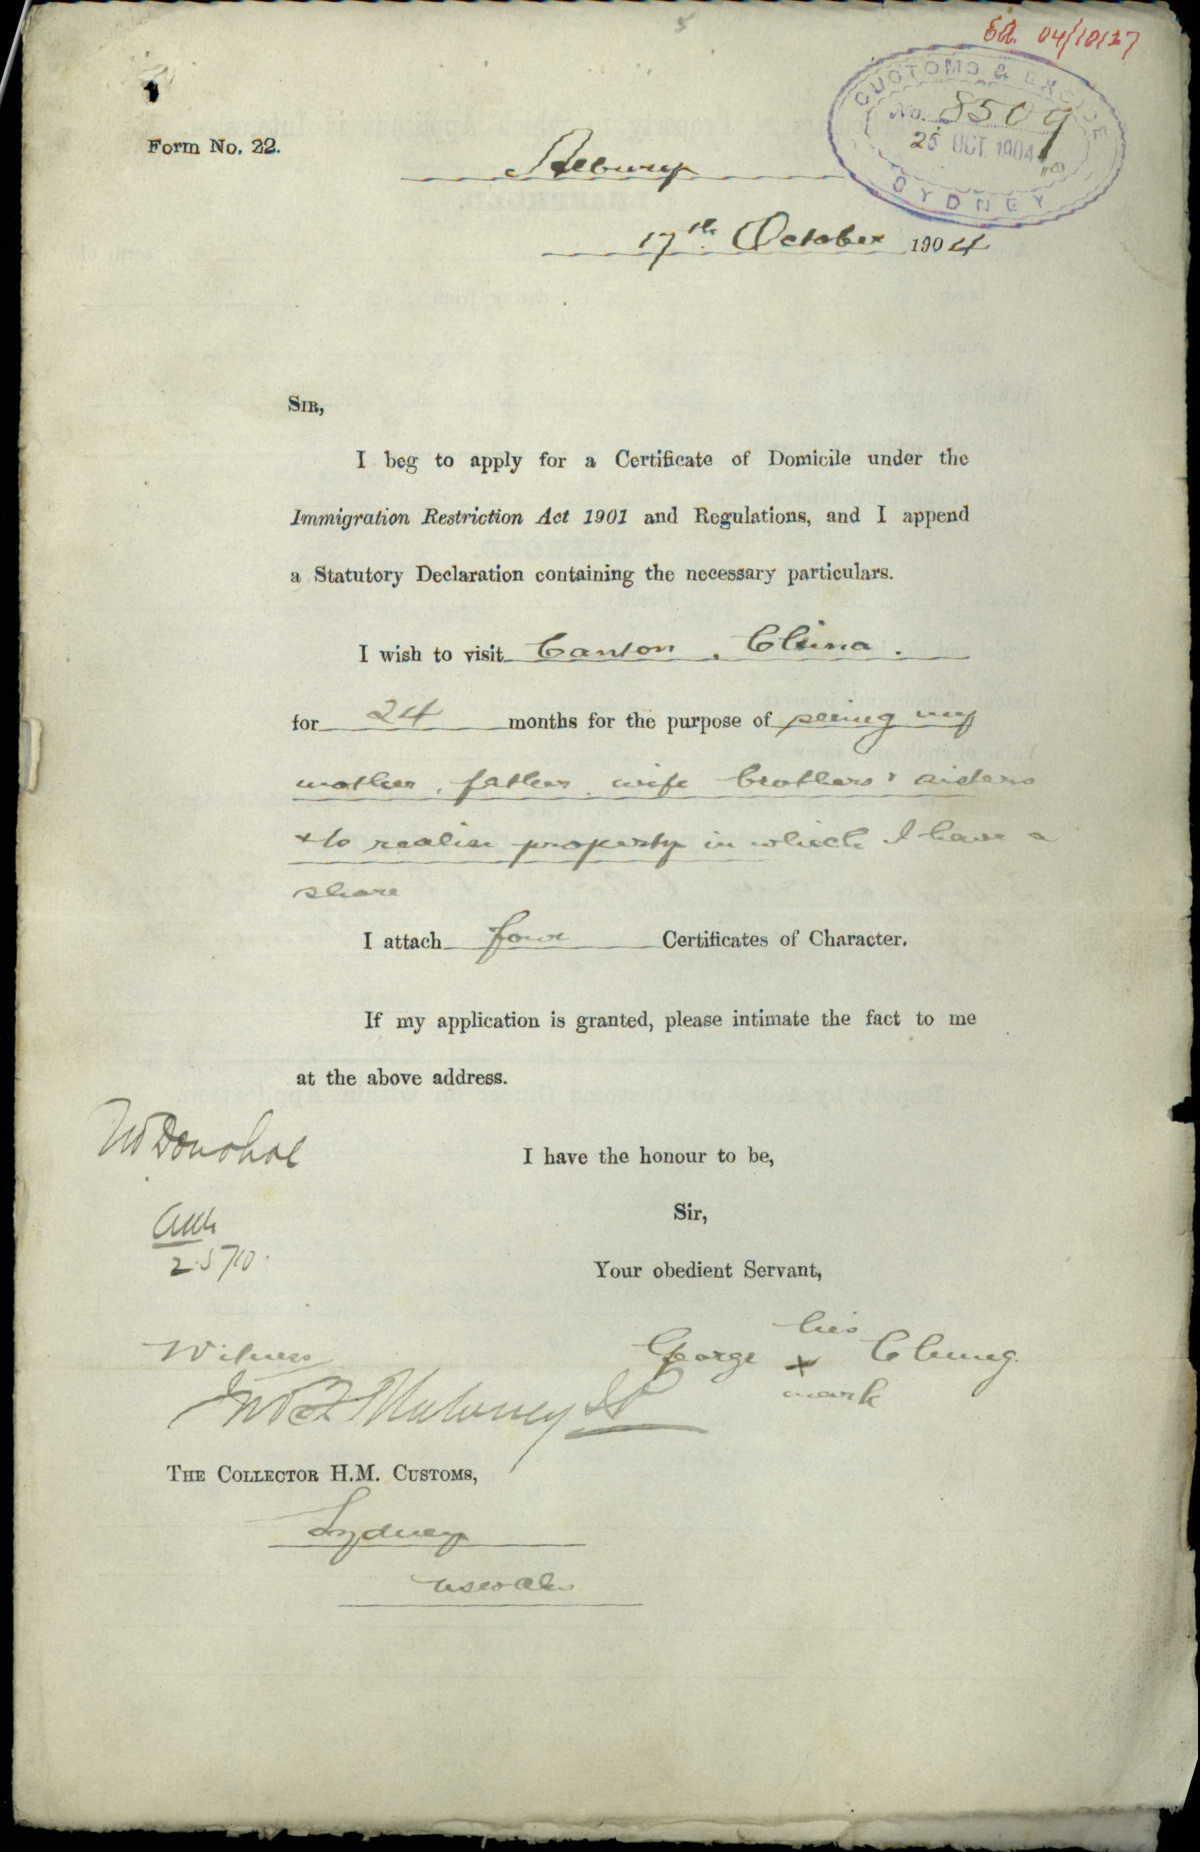 04/10127
CUSTOMS & EXCISE
No. 8509
25 OCT. 1904
SYDNEY
Form No. 22.
Albury
17th October 1904
SIR,
I beg to apply for a Certificate of Domicile under the
Immigration Restriction Act 1901 and Regulations, and I append
a Statutory Declaration containing the necessary particulars.
I wish to visit Canton, China.
for 24 months for the purpose of seeing my
mother, father, wife brothers & sisters
& to realise property in which I have a
share
I attach four Certificates of Character.
If my application is granted, please intimate the fact to me
at the above address.
I have the honour to be,
Sir,
Your obedient Servant,
Donohoe
25/10
Witness
George his x mark Chung
THE COLLECTOR H.M. CUSTOMS,
Sydney